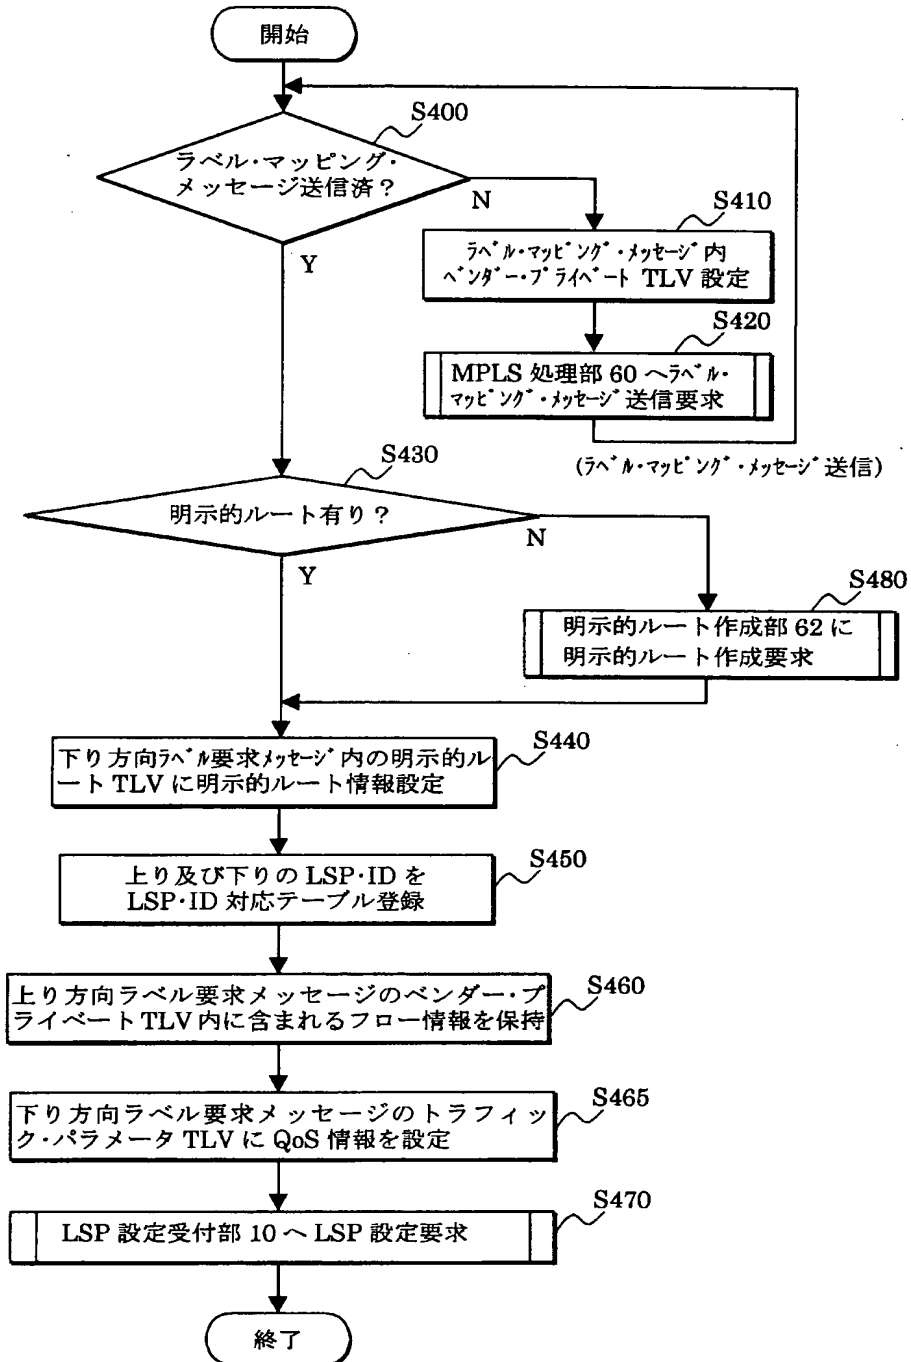 開始
S400
ラベル・マッピング・
メッセージ送信済?
N
Y
S410
ラベル・マッピング・メッセージ内
ベンダー・プライベート TLV 設定
S420
MPLS 処理部 60 へラベル・
マッピング・メッセージ送信要求
(ラベル・マッピング・メッセージ送信)
S430
明示的ルート有り?
N
Y
S480
明示的ルート作成部 62 に
明示的ルート作成要求
S440
下り方向ラベル要求メッセージ内の明示的ル
ート TLV に明示的ルート情報設定
S450
上り及び下りの LSP・ID を
LSP・ID 対応テーブル登録
S460
上り方向ラベル要求メッセージのベンダー・プ
ライベート TLV 内に含まれるフロー情報を保持
S465
下り方向ラベル要求メッセージのトラフィッ
ク・パラメータ TLV に QoS 情報を設定
S470
LSP 設定受付部 10 へ LSP 設定要求
終了